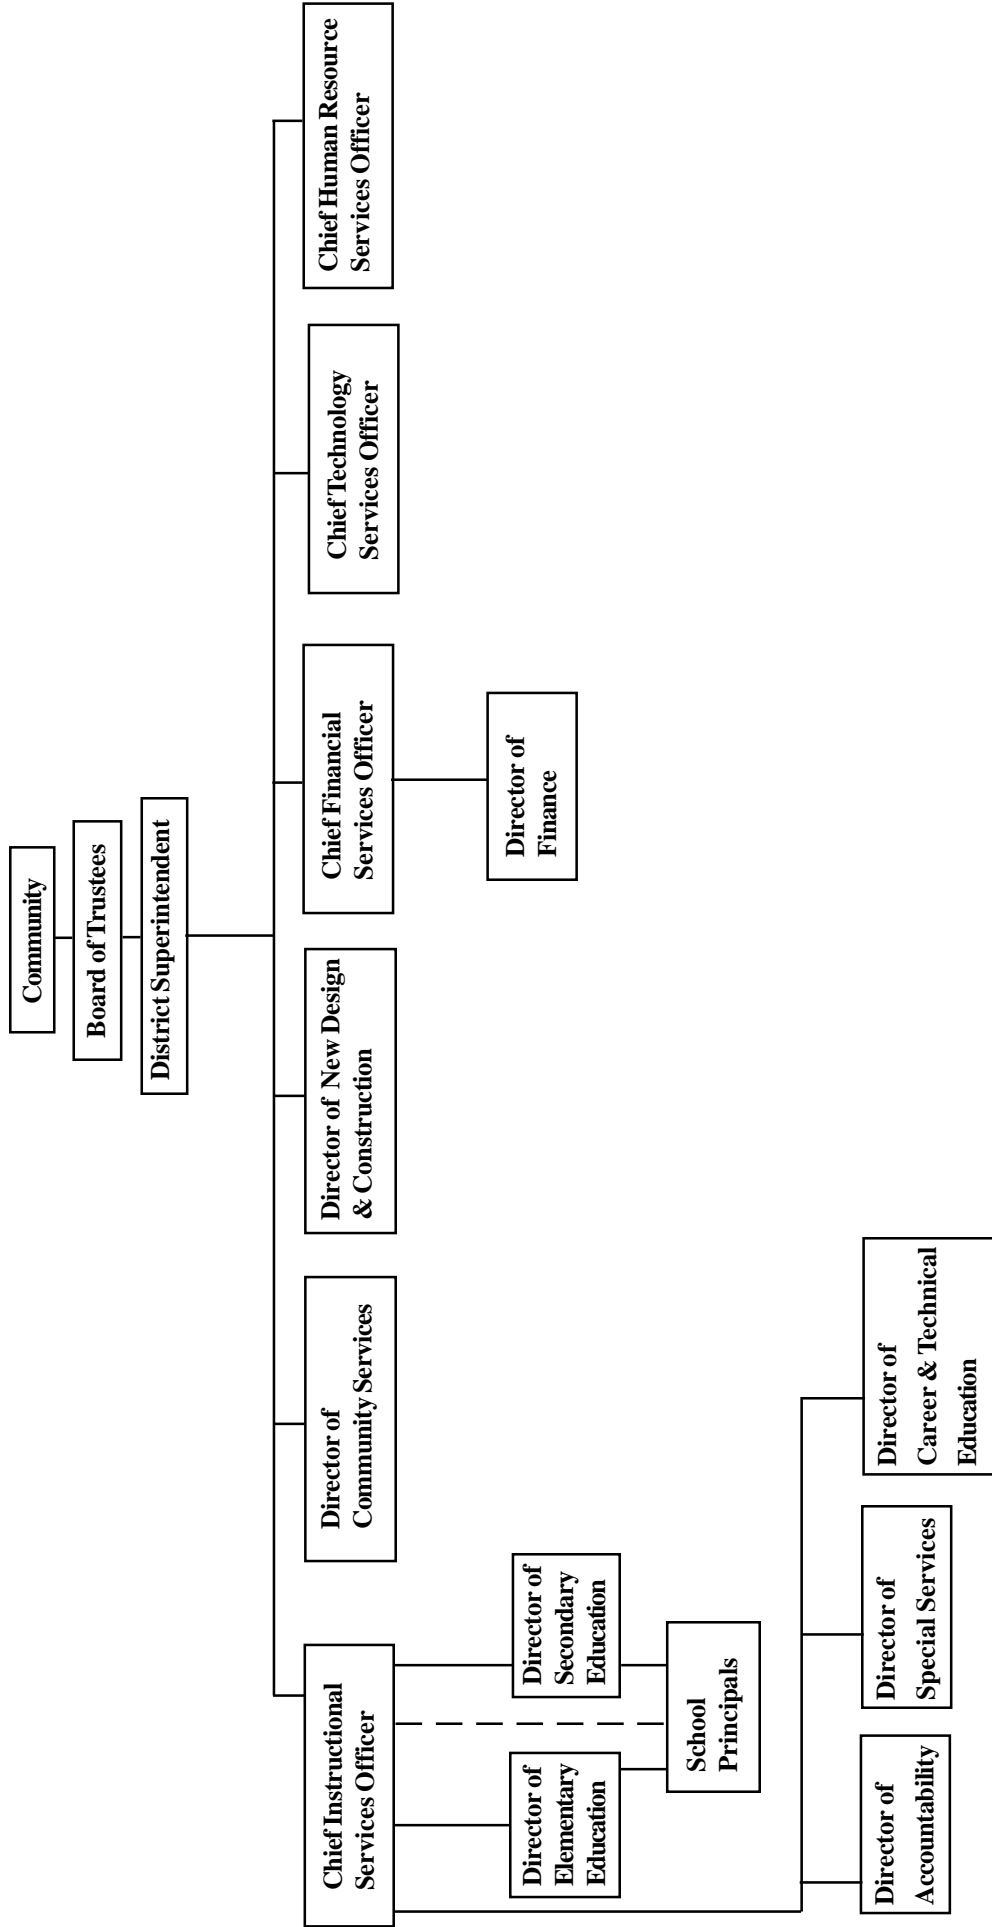 Community
Board of Trustees
District Superintendent
Chief Instructional
Services Officer
Director of
Community Services
Director of New Design
& Construction
Chief Financial
Services Officer
Chief Technology
Services Officer
Chief Human Resource
Services Officer
Director of
Elementary
Education
Director of
Secondary
Education
Director of
Finance
School
Principals
Director of
Accountability
Director of
Special Services
Director of
Career & Technical
Education